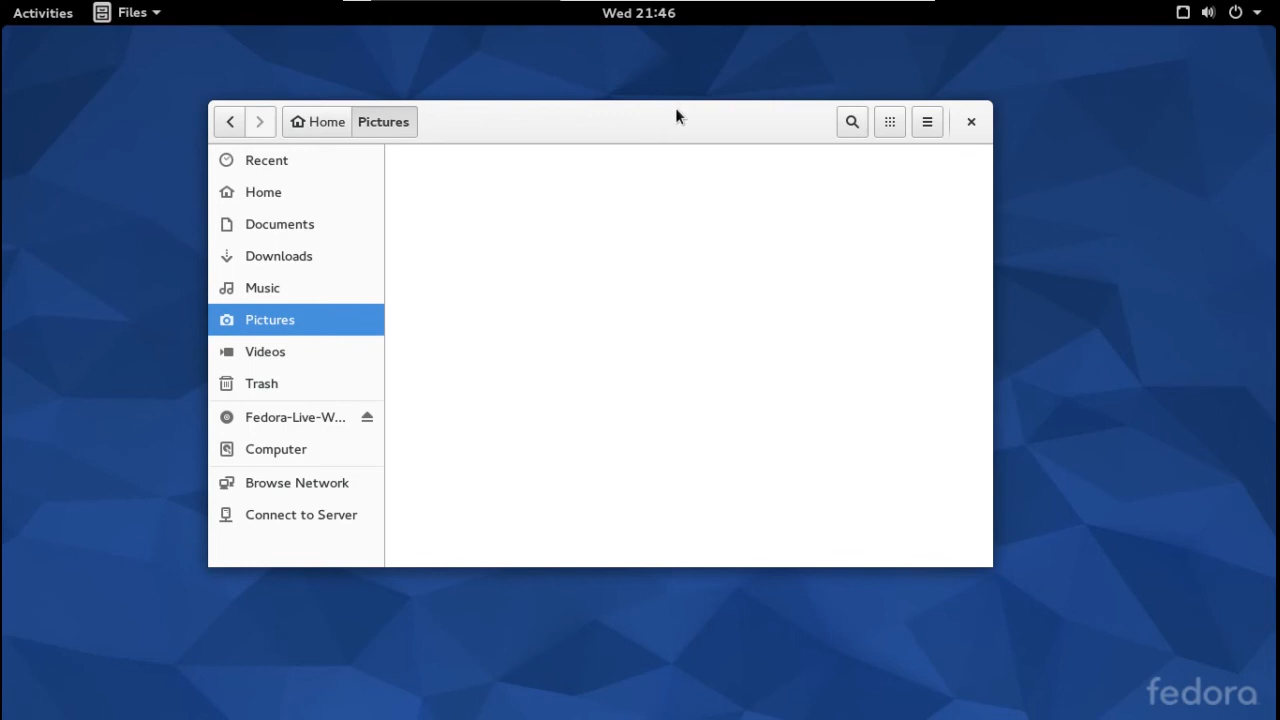 Activities Files Wed 21:46
Home Pictures
Recent
Home
Documents
Downloads
Music
Pictures
Videos
Trash
Fedora-Live-W...
Computer
Browse Network
Connect to Server
fedora